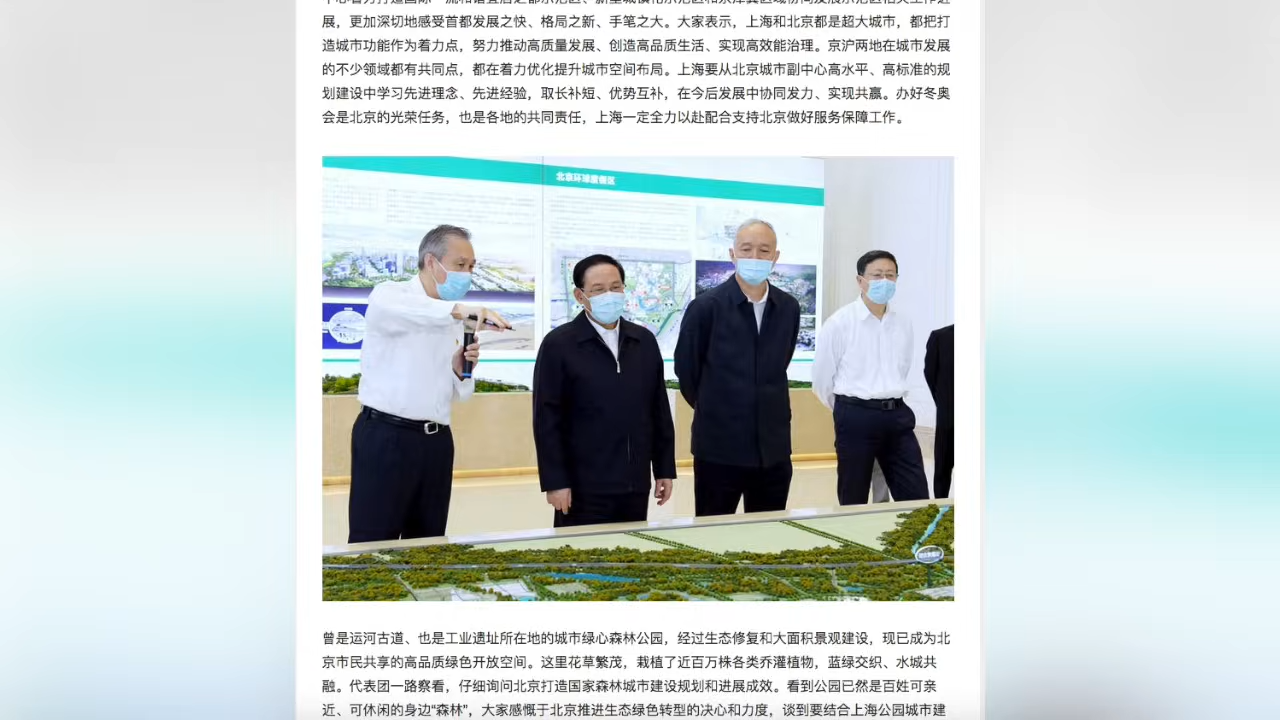 展，更加深切地感受首都发展之快、格局之新、手笔之大。大家表示，上海和北京都是超大城市，都把打
造城市功能作为着力点，努力推动高质量发展、创造高品质生活、实现高效能治理。京沪两地在城市发展
的不少领域都有共同点，都在着力优化提升城市空间布局。上海要从北京城市副中心高水平、高标准的规
划建设中学习先进理念、先进经验，取长补短、优势互补，在今后发展中协同发力、实现共赢。办好冬奥
会是北京的光荣任务，也是各地的共同责任，上海一定全力以赴配合支持北京做好服务保障工作。
北京环球度假区
曾是运河古道、也是工业遗址所在地的城市绿心森林公园，经过生态修复和大面积景观建设，现已成为北
京市民共享的高品质绿色开放空间。这里花草繁茂，栽植了近百万株各类乔灌植物，蓝绿交织、水城共
融。代表团一路察看，仔细询问北京打造国家森林城市建设规划和进展成效。看到公园已然是百姓可亲
近、可休闲的身边“森林”，大家感慨于北京推进生态绿色转型的决心和力度，谈到要结合上海公园城市建